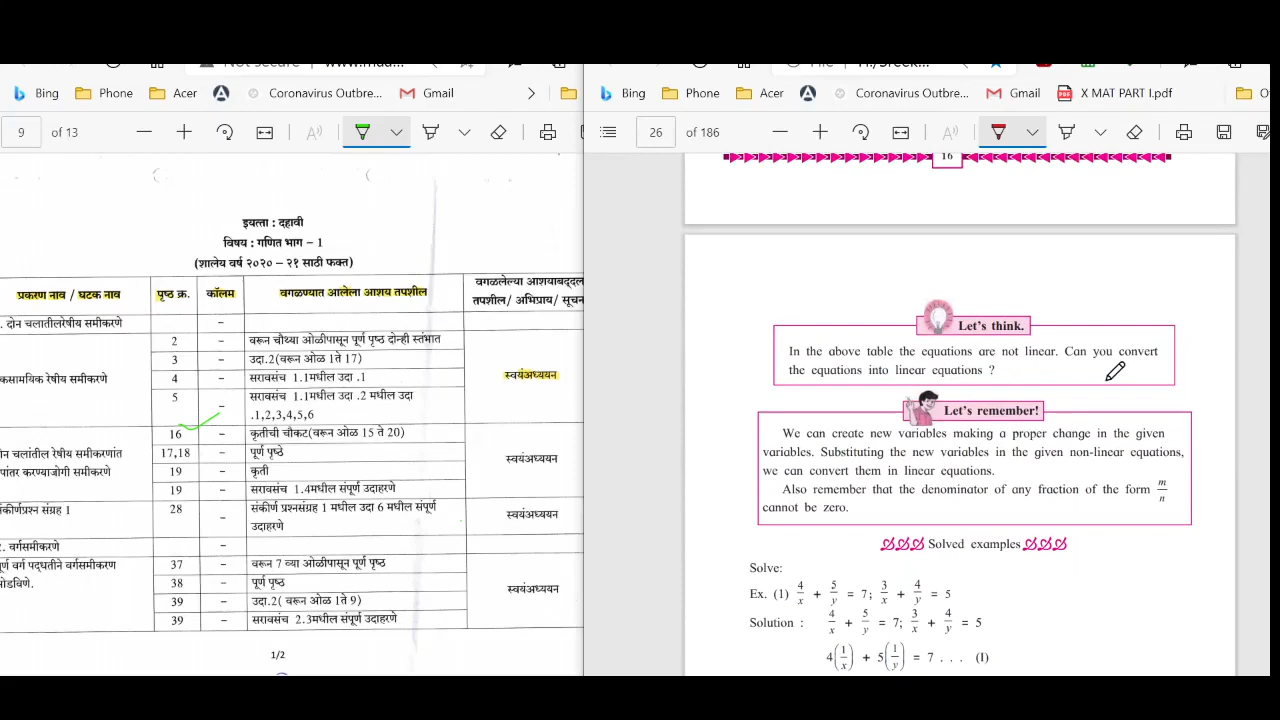 Not secure
Bing Phone Acer Coronavirus Outbre... Gmail
9 of 13
इयत्ता : दहावी
विषय : गणित भाग – 1
(शालेय वर्ष २०२० – २१ साठी फक्त)
प्रकरण नाव / घटक नाव पृष्ठ क्र. कॉलम वगळण्यात आलेला आशय तपशील वगळलेल्या आशयाबद्दल
तपशील/ अभिप्राय/ सूचन
. दोन चलातीलरेषीय समीकरणे –
कसामयिक रेषीय समीकरणे 2 – वरून चौथ्या ओळीपासून पूर्ण पृष्ठ दोन्ही स्तंभात स्वयंअध्ययन
3 – उदा.2(वरून ओळ 1ते 17)
4 – सरावसंच 1.1मधील उदा .1
5 – सरावसंच 1.1मधील उदा .2 मधील उदा
.1,2,3,4,5,6
16 – कृतीची चौकट(वरून ओळ 15 ते 20)
ोन चलांतील रेषीय समीकरणांत 17,18 – पूर्ण पृष्ठे स्वयंअध्ययन
पांतर करण्याजोगी समीकरणे 19 – कृती
19 – सरावसंच 1.4मधील संपूर्ण उदाहरणे
ंकीर्णप्रश्न संग्रह 1 28 – संकीर्ण प्रश्नसंग्रह 1 मधील उदा 6 मधील संपूर्ण स्वयंअध्ययन
उदाहरणे
. वर्गसमीकरणे –
ूर्ण वर्ग पद्धतीने वर्गसमीकरण 37 – वरून 7 व्या ओळीपासून पूर्ण पृष्ठ स्वयंअध्ययन
ोडविणे. 38 – पूर्ण पृष्ठ
39 – उदा.2( वरून ओळ 1ते 9)
39 – सरावसंच 2.3मधील संपूर्ण उदाहरणे
1/2
Bing Phone Acer Coronavirus Outbre... Gmail X MAT PART I.pdf
26 of 186
16
Let's think.
In the above table the equations are not linear. Can you convert
the equations into linear equations ?
Let's remember!
We can create new variables making a proper change in the given
variables. Substituting the new variables in the given non-linear equations,
we can convert them in linear equations.
Also remember that the denominator of any fraction of the form m/n
cannot be zero.
Solved examples
Solve:
Ex. (1) 4/x + 5/y = 7; 3/x + 4/y = 5
Solution : 4/x + 5/y = 7; 3/x + 4/y = 5
4(1/x) + 5(1/y) = 7 . . . (I)